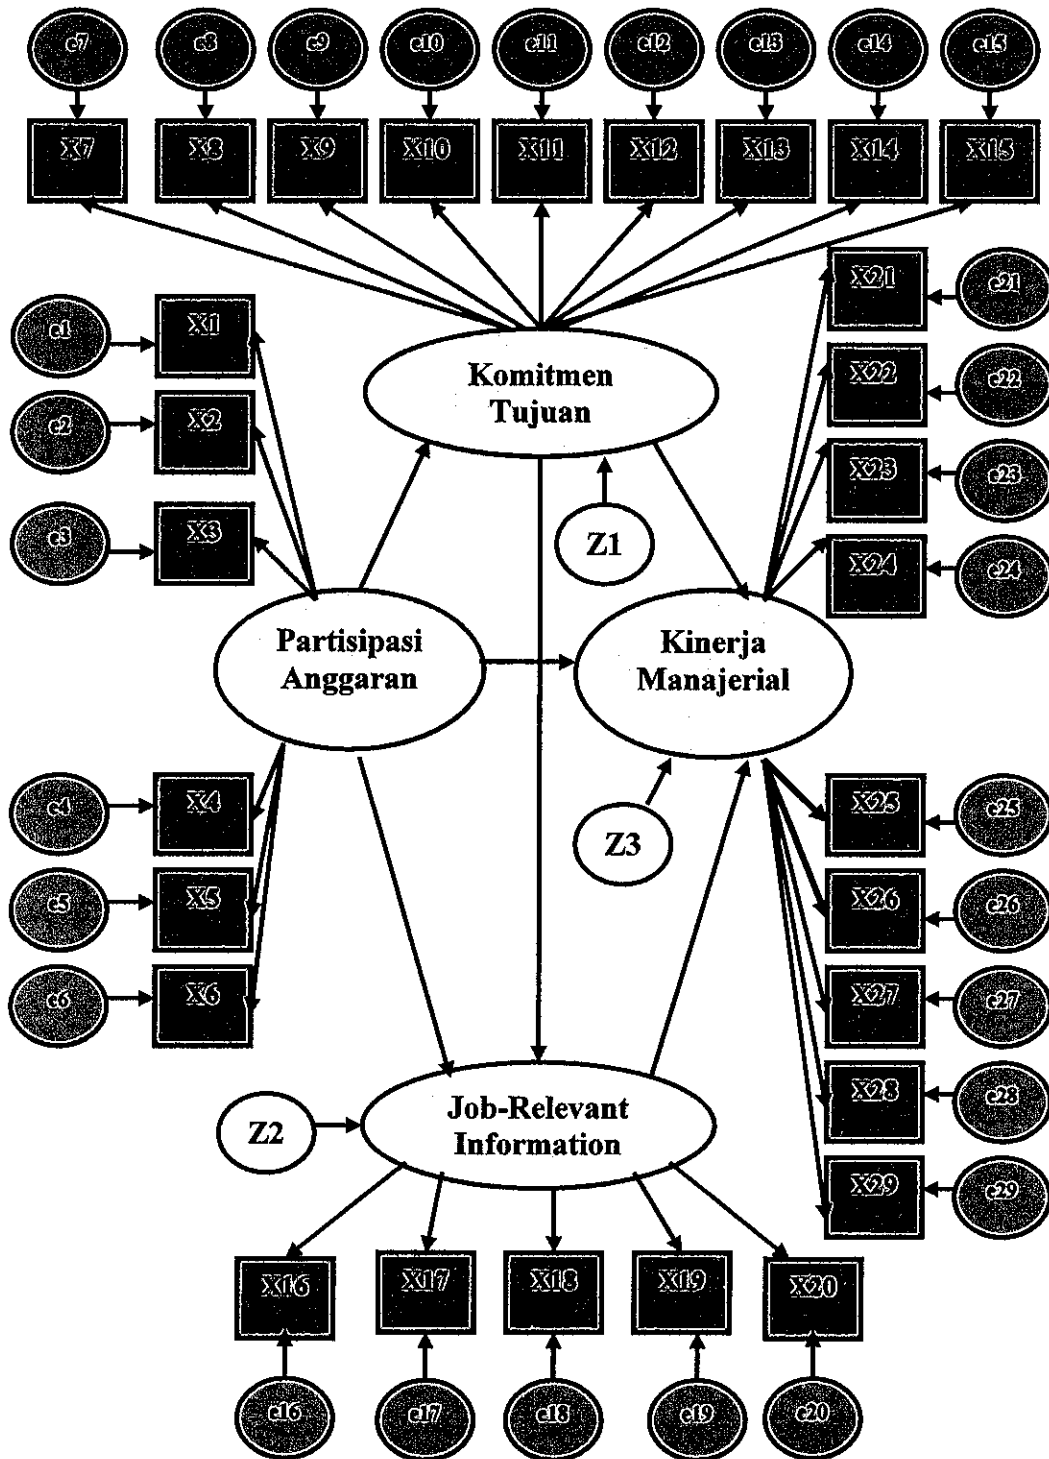 e7 e8 e9 e10 e11 e12 e13 e14 e15
X7 X8 X9 X10 X11 X12 X13 X14 X15
X21 e21
e1 X1
X22 e22
e2 X2
Komitmen
Tujuan
X23 e23
e3 X3
Z1
X24 e24
Partisipasi
Anggaran
Kinerja
Manajerial
e4 X4
X25 e25
Z3
e5 X5
X26 e26
e6 X6
X27 e27
X28 e28
Z2
Job-Relevant
Information
X29 e29
X16 X17 X18 X19 X20
e16 e17 e18 e19 e20